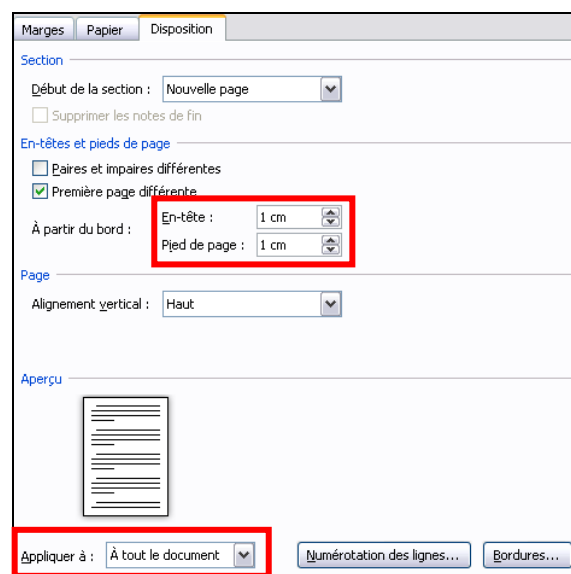 Marges Papier Disposition
Section
Début de la section : Nouvelle page
Supprimer les notes de fin
En-têtes et pieds de page
Paires et impaires différentes
Première page différente
À partir du bord :
En-tête : 1 cm
Pied de page : 1 cm
Page
Alignement vertical : Haut
Aperçu
Appliquer à : À tout le document Numérotation des lignes... Bordures...